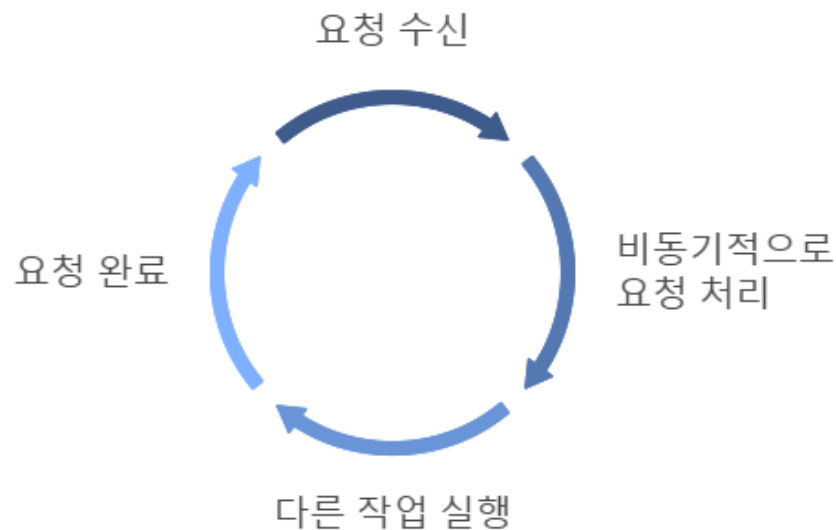 요청 수신
비동기적으로
요청 처리
요청 완료
다른 작업 실행